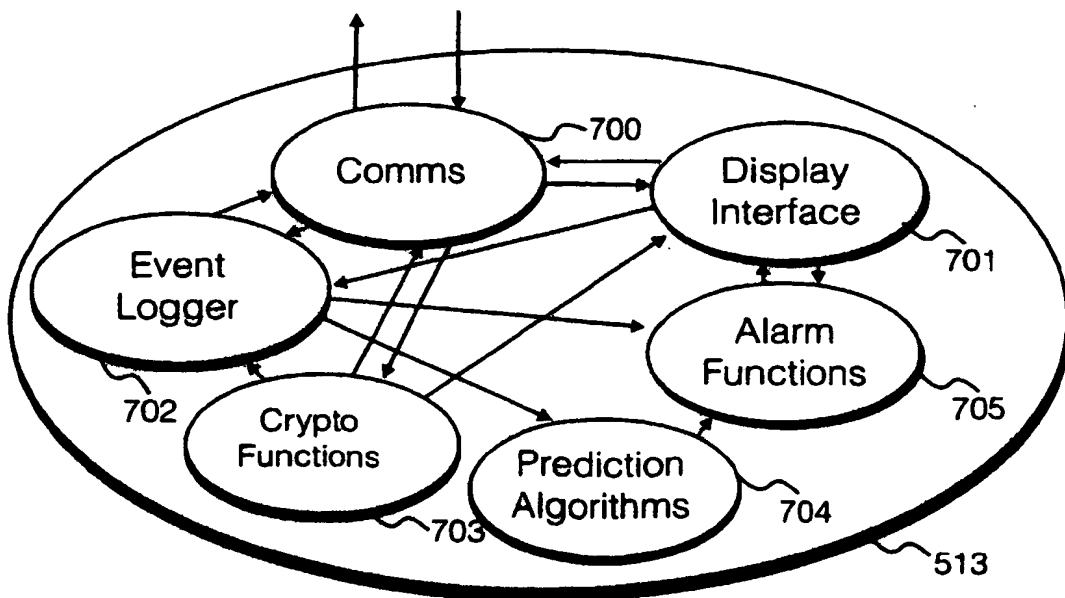 Comms
700
Display
Interface
701
Event
Logger
702
Alarm
Functions
705
Crypto
Functions
703
Prediction
Algorithms
704
513